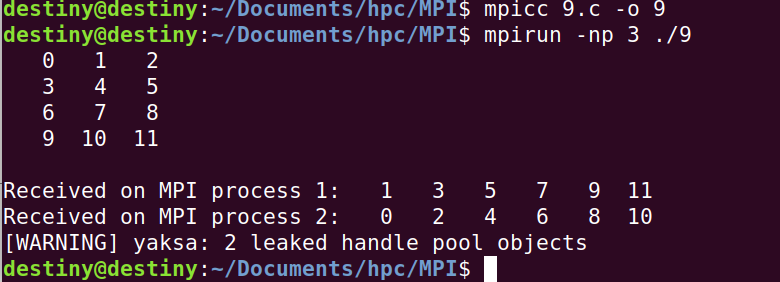 destiny@destiny:~/Documents/hpc/MPI$ mpicc 9.c -o 9
destiny@destiny:~/Documents/hpc/MPI$ mpirun -np 3 ./9
   0   1   2
   3   4   5
   6   7   8
   9  10  11
Received on MPI process 1:   1   3   5   7   9  11
Received on MPI process 2:   0   2   4   6   8  10
[WARNING] yaksa: 2 leaked handle pool objects
destiny@destiny:~/Documents/hpc/MPI$